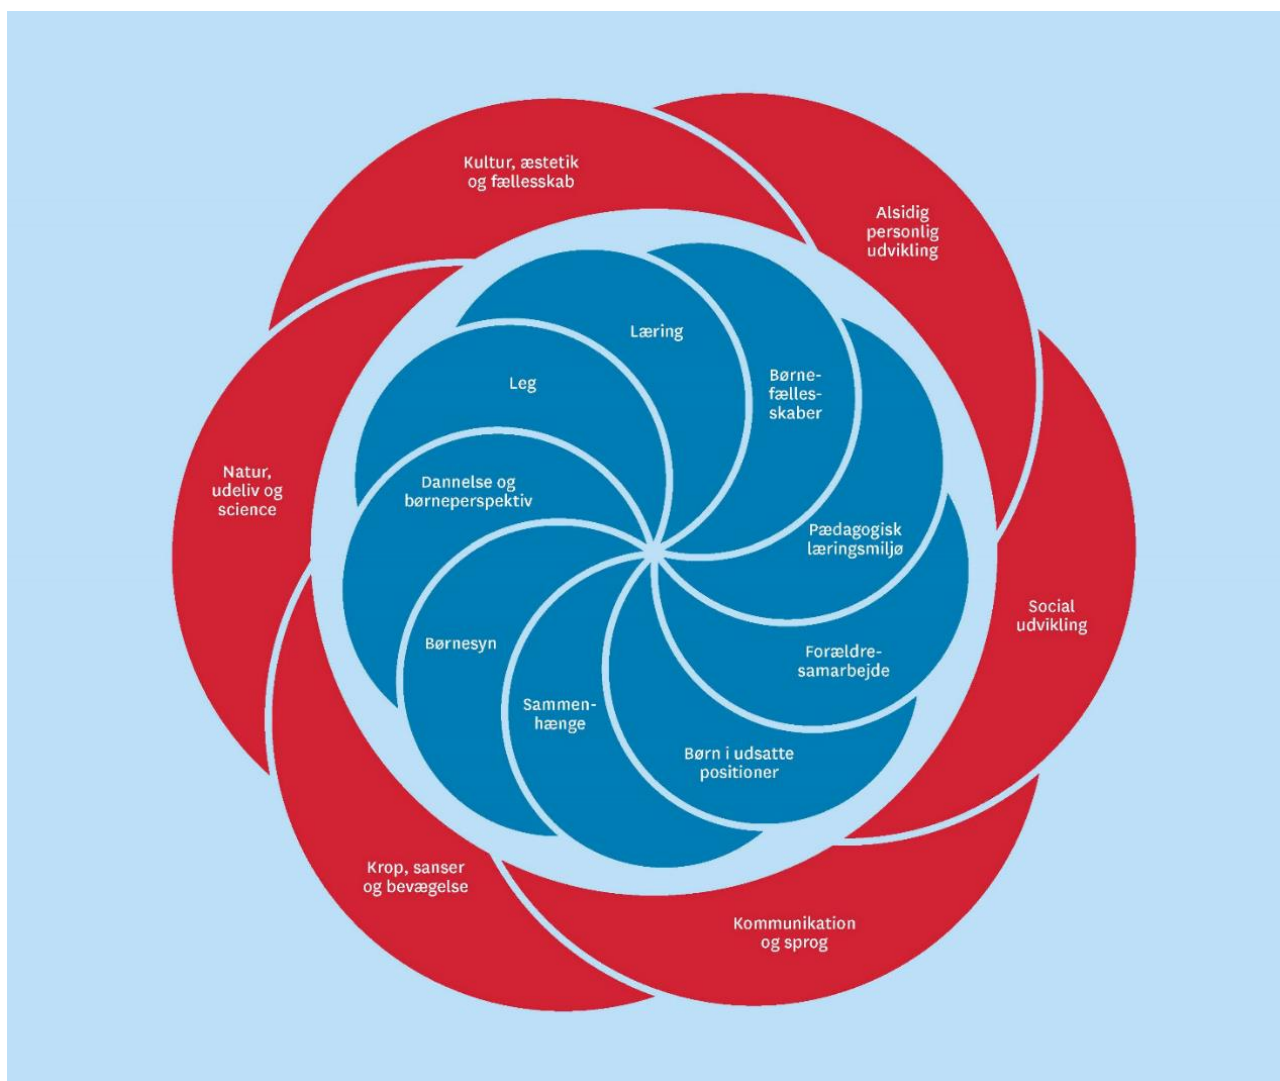 Kultur, æstetik
og fællesskab
Alsidig
personlig
udvikling
Læring
Børne-
fælles-
skaber
Leg
Natur,
udeliv og
science
Dannelse og
børneperspektiv
Pædagogisk
læringsmiljø
Social
udvikling
Børnesyn
Forældre-
samarbejde
Sammen-
hænge
Børn i udsatte
positioner
Krop, sanser
og bevægelse
Kommunikation
og sprog